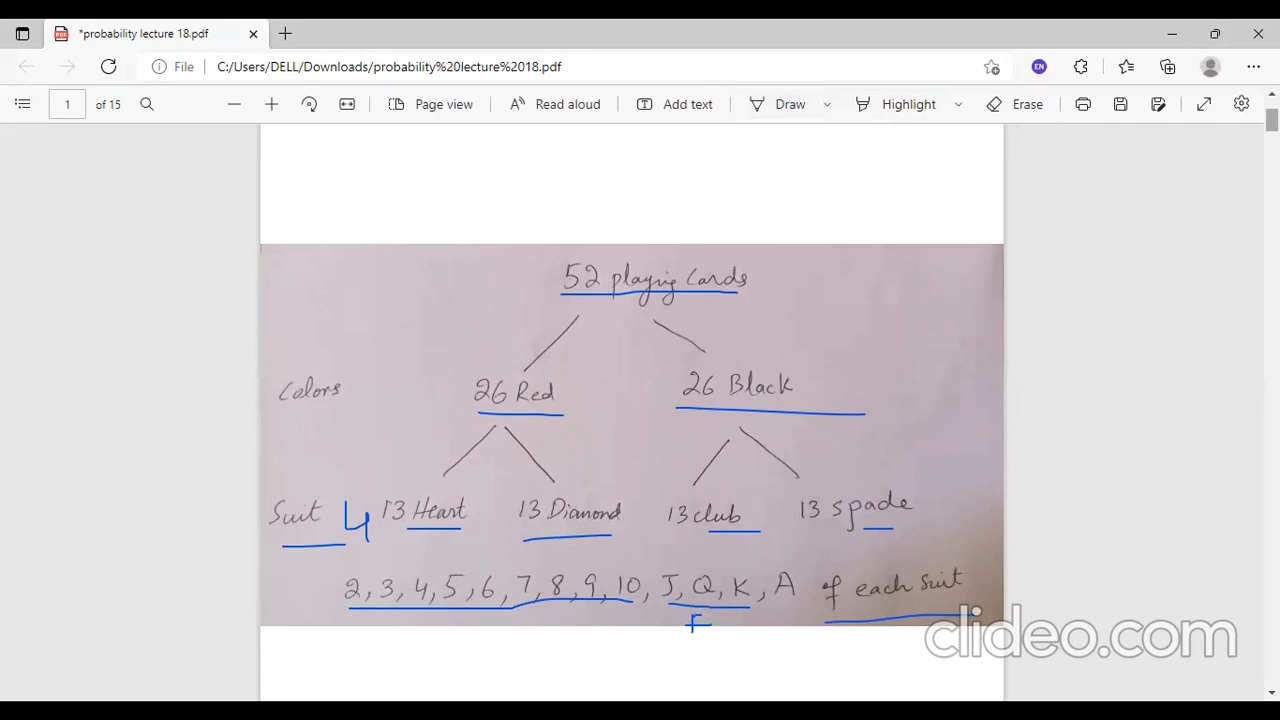 *probability lecture 18.pdf
File C:/Users/DELL/Downloads/probability%20lecture%2018.pdf
EN
1 of 15 Page view Read aloud Add text Draw Highlight Erase
52 playing Cards
Colors 26 Red 26 Black
Suit 4 13 Heart 13 Diamond 13 club 13 spade
2, 3, 4, 5, 6, 7, 8, 9, 10, J, Q, K, A of each suit
F
clideo.com